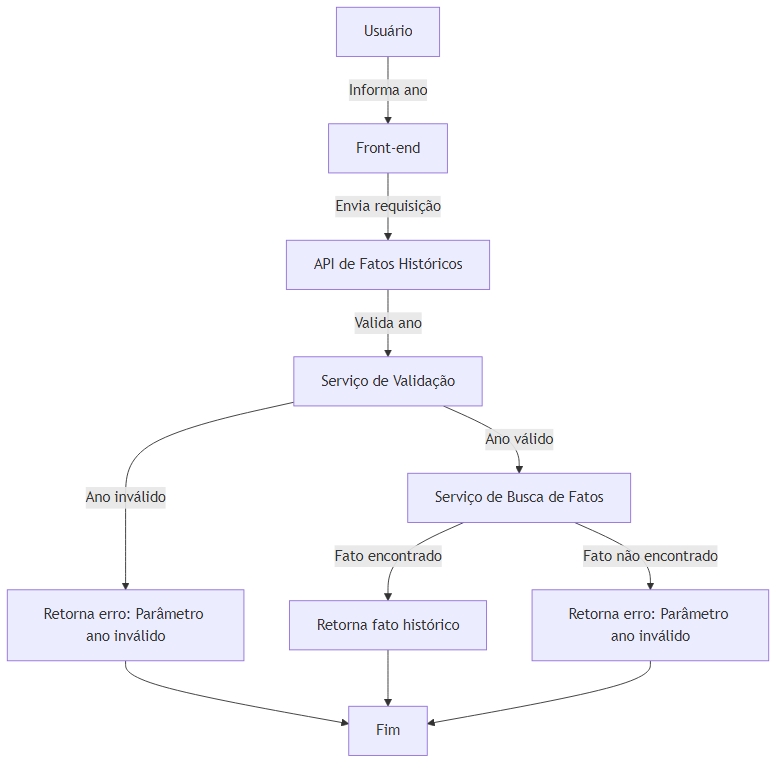 Usuário
Informa ano
Front-end
Envia requisição
API de Fatos Históricos
Valida ano
Serviço de Validação
Ano válido
Ano inválido
Serviço de Busca de Fatos
Fato encontrado
Fato não encontrado
Retorna erro: Parâmetro
ano inválido
Retorna fato histórico
Retorna erro: Parâmetro
ano inválido
Fim